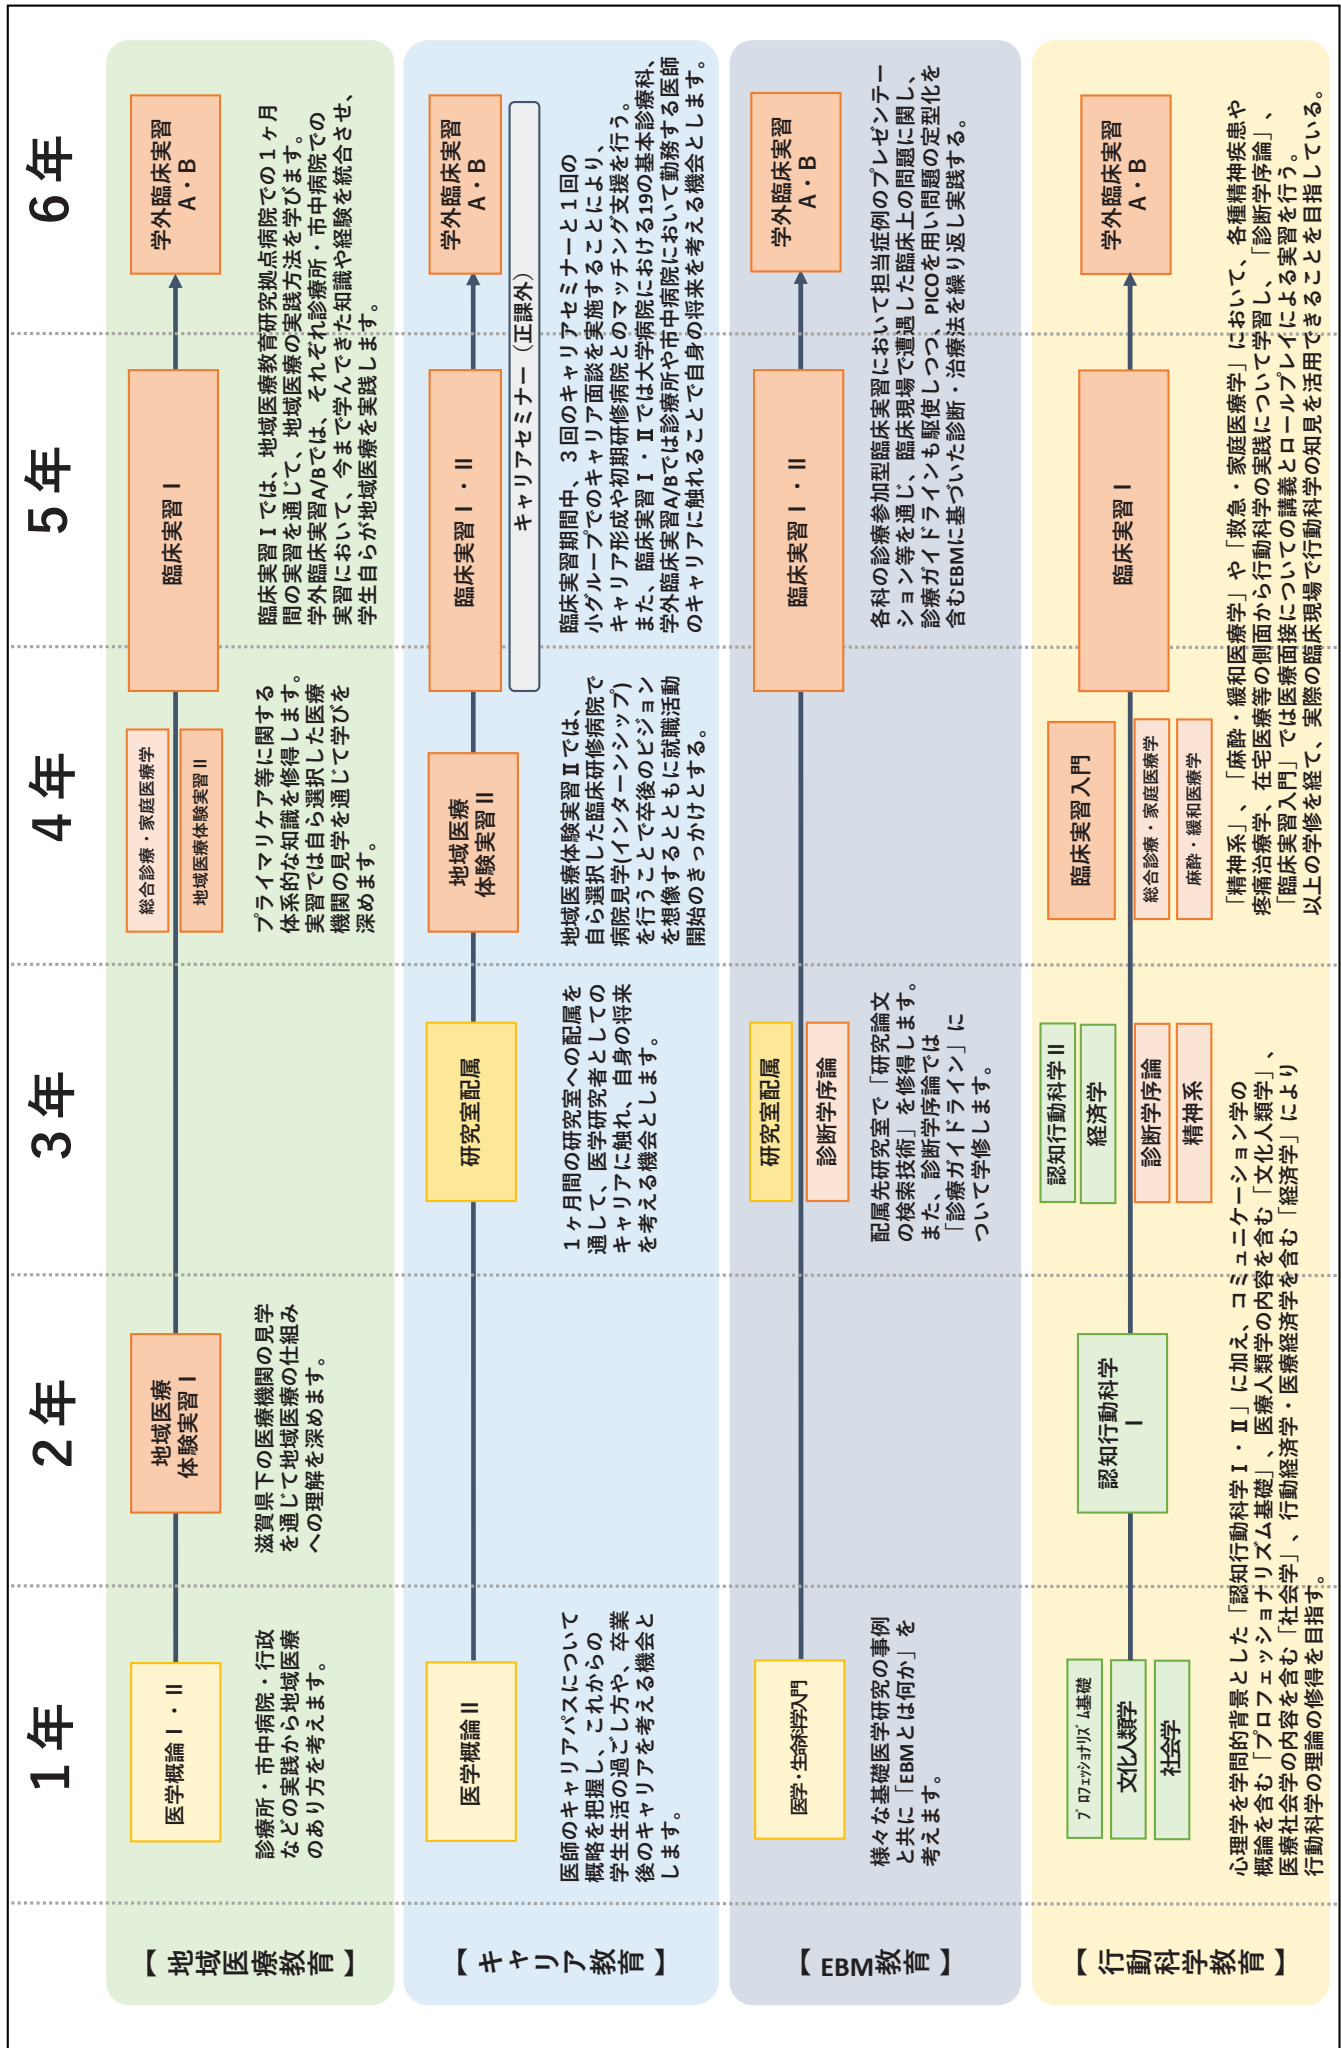 1年
2年
3年
4年
5年
6年
【地域医療教育】
医学概論Ⅰ・Ⅱ
診療所・市中病院・行政
などの実践から地域医療
のあり方を考えます。
地域医療
体験実習Ⅰ
滋賀県下の医療機関の見学
を通じて地域医療の仕組み
への理解を深めます。
総合診療・家庭医療学
地域医療体験実習Ⅱ
プライマリケア等に関する
体系的な知識を修得します。
実習では自ら選択した医療
機関の見学を通じて学びを
深めます。
臨床実習Ⅰ
学外臨床実習
A・B
臨床実習Ⅰでは、地域医療教育研究拠点病院での1ヶ月
間の実習を通じて、地域医療の実践方法を学びます。
学外臨床実習A/Bでは、それぞれ診療所・市中病院での
実習において、今まで学んできた知識や経験を統合させ、
学生自らが地域医療を実践します。
【キャリア教育】
医学概論Ⅱ
医師のキャリアパスについて
概略を把握し、これからの
学生生活の過ごし方や、卒業
後のキャリアを考える機会と
します。
研究室配属
1ヶ月間の研究室への配属を
通して、医学研究者としての
キャリアに触れ、自身の将来
を考える機会とします。
地域医療
体験実習Ⅱ
地域医療体験実習Ⅱでは、
自ら選択した臨床研修病院で
病院見学(インターンシップ)
を行うことで卒後のビジョン
を想像するとともに就職活動
開始のきっかけとする。
臨床実習Ⅰ・Ⅱ
学外臨床実習
A・B
キャリアセミナー（正課外）
臨床実習期間中、3回のキャリアセミナーと1回の
小グループでのキャリア面談を実施することにより、
キャリア形成や初期研修病院とのマッチング支援を行う。
また、臨床実習Ⅰ・Ⅱでは大学病院における19の基本診療科、
学外臨床実習A/Bでは診療所や市中病院において勤務する医師
のキャリアに触れることで自身の将来を考える機会とします。
【EBM教育】
医学・生命科学入門
様々な基礎医学研究の事例
と共に「EBMとは何か」を
考えます。
研究室配属
診断学序論
配属先研究室で「研究論文
の検索技術」を修得します。
また、診断学序論では
「診療ガイドライン」に
ついて学修します。
臨床実習Ⅰ・Ⅱ
学外臨床実習
A・B
各科の診療参加型臨床実習において担当症例のプレゼンテー
ション等を通じ、臨床現場で遭遇した臨床上の問題に関し、
診療ガイドラインも駆使しつつ、PICOを用い問題の定型化を
含むEBMに基づいた診断・治療法を繰り返し実践する。
【行動科学教育】
プロフェッショナリズム基礎
文化人類学
社会学
認知行動科学
Ⅰ
認知行動科学Ⅱ
経済学
診断学序論
精神系
臨床実習入門
総合診療・家庭医療学
麻酔・緩和医療学
臨床実習Ⅰ
学外臨床実習
A・B
心理学を学問的背景とした「認知行動科学Ⅰ・Ⅱ」に加え、コミュニケーション学の
概論を含む「プロフェッショナリズム基礎」、医療人類学の内容を含む「文化人類学」、
医療社会学の内容を含む「社会学」、行動経済学・医療経済学を含む「経済学」により
行動科学の理論の修得を目指す。
「精神系」、「麻酔・緩和医療学」や「救急・家庭医療学」において、各種精神疾患や
疼痛治療学、在宅医療等の側面から行動科学の実践について学習し、「診断学序論」、
「臨床実習入門」では医療面接についての講義とロールプレイによる実習を行う。
以上の学修を経て、実際の臨床現場で行動科学の知見を活用できることを目指している。